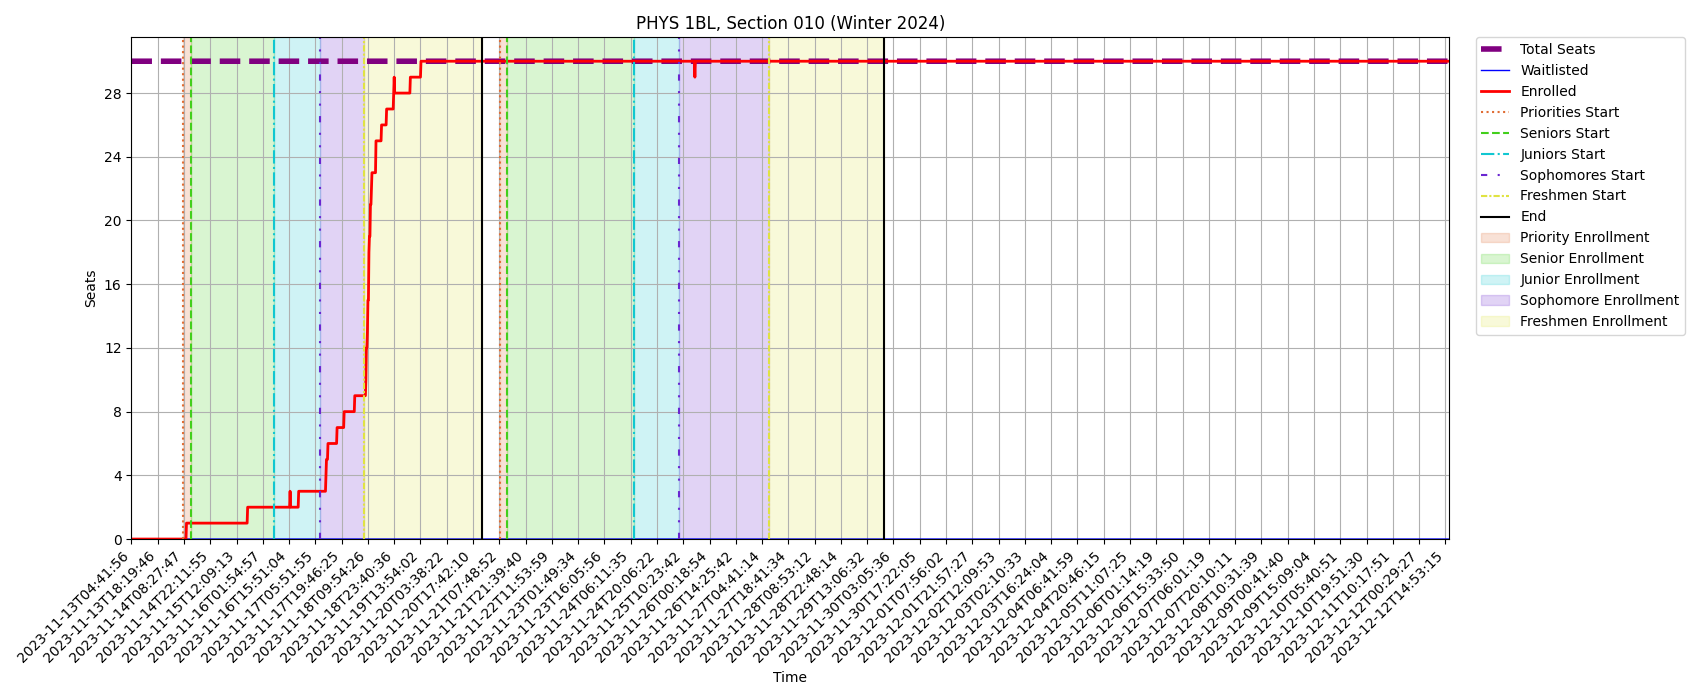 PHYS 1BL, Section 010 (Winter 2024)
Total Seats
Waitlisted
Enrolled
Priorities Start
Seniors Start
Juniors Start
Sophomores Start
Freshmen Start
End
Priority Enrollment
Senior Enrollment
Junior Enrollment
Sophomore Enrollment
Freshmen Enrollment
Seats
28
24
20
16
12
8
4
0
2023-11-13T04:41:56
2023-11-13T18:19:46
2023-11-14T08:27:47
2023-11-14T22:11:55
2023-11-15T12:09:13
2023-11-16T01:54:57
2023-11-16T15:51:04
2023-11-17T05:51:55
2023-11-17T19:46:25
2023-11-18T09:54:26
2023-11-18T23:40:36
2023-11-19T13:54:02
2023-11-20T03:38:22
2023-11-20T17:42:10
2023-11-21T07:48:52
2023-11-21T21:39:40
2023-11-22T11:53:59
2023-11-23T01:49:34
2023-11-23T16:05:56
2023-11-24T06:11:35
2023-11-24T20:06:22
2023-11-25T10:23:42
2023-11-26T00:18:54
2023-11-26T14:25:42
2023-11-27T04:41:14
2023-11-27T18:41:34
2023-11-28T08:53:12
2023-11-28T22:48:14
2023-11-29T13:06:32
2023-11-30T03:05:36
2023-11-30T17:22:05
2023-12-01T07:56:02
2023-12-01T21:57:27
2023-12-02T12:09:53
2023-12-03T02:10:33
2023-12-03T16:24:04
2023-12-04T06:41:59
2023-12-04T20:46:15
2023-12-05T11:07:25
2023-12-06T01:14:19
2023-12-06T15:33:50
2023-12-07T06:01:19
2023-12-07T20:10:11
2023-12-08T10:31:39
2023-12-09T00:41:40
2023-12-09T15:09:04
2023-12-10T05:40:51
2023-12-10T19:51:30
2023-12-11T10:17:51
2023-12-12T00:29:27
2023-12-12T14:53:15
Time